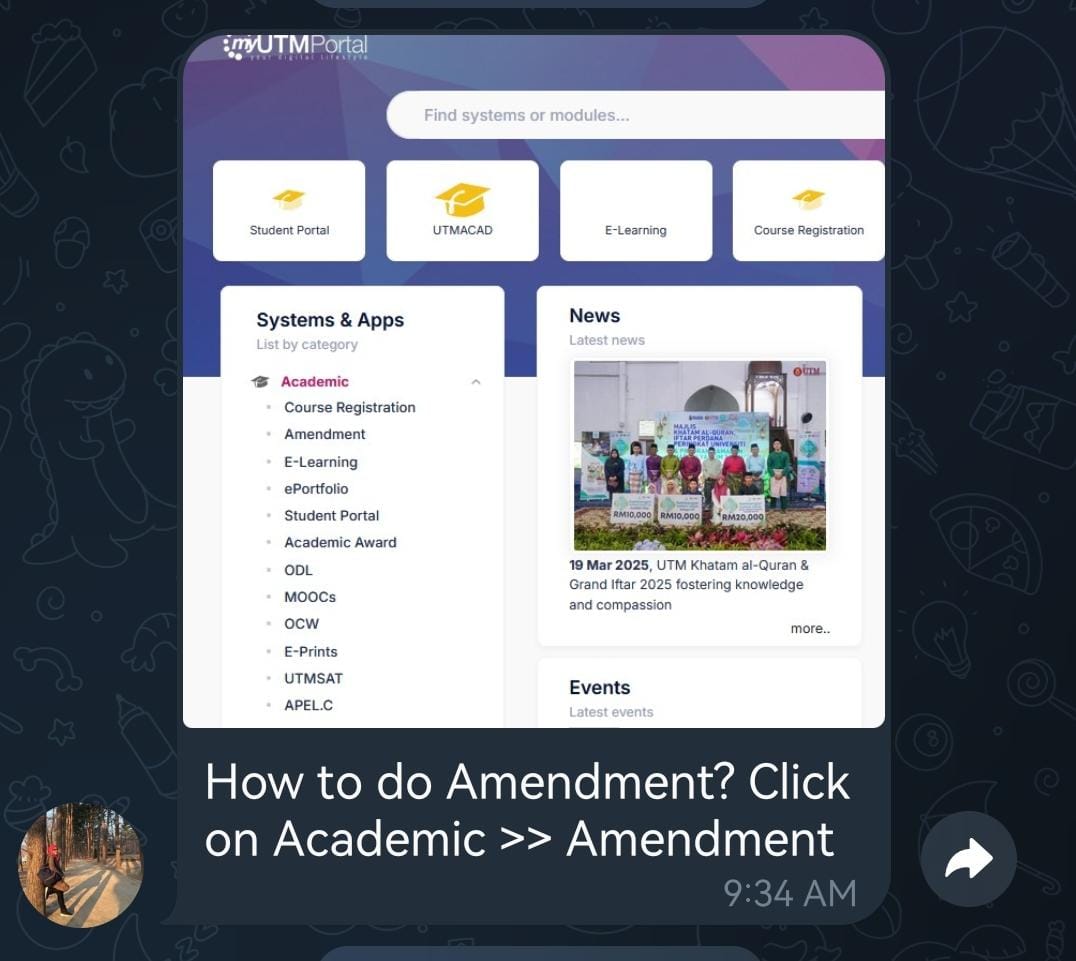 myUTMPortal
your digital lifestyle
Find systems or modules...
Student Portal
UTMACAD
E-Learning
Course Registration
Systems & Apps
List by category
Academic
Course Registration
Amendment
E-Learning
ePortfolio
Student Portal
Academic Award
ODL
MOOCs
OCW
E-Prints
UTMSAT
APEL.C
News
Latest news
UTM
MAJLIS
KHATAM AL-QURAN,
IFTAR PERDANA
PERINGKAT UNIVERSITI
RM10,000
RM10,000
RM20,000
19 Mar 2025, UTM Khatam al-Quran &
Grand Iftar 2025 fostering knowledge
and compassion
more..
Events
Latest events
How to do Amendment? Click
on Academic >> Amendment
9:34 AM